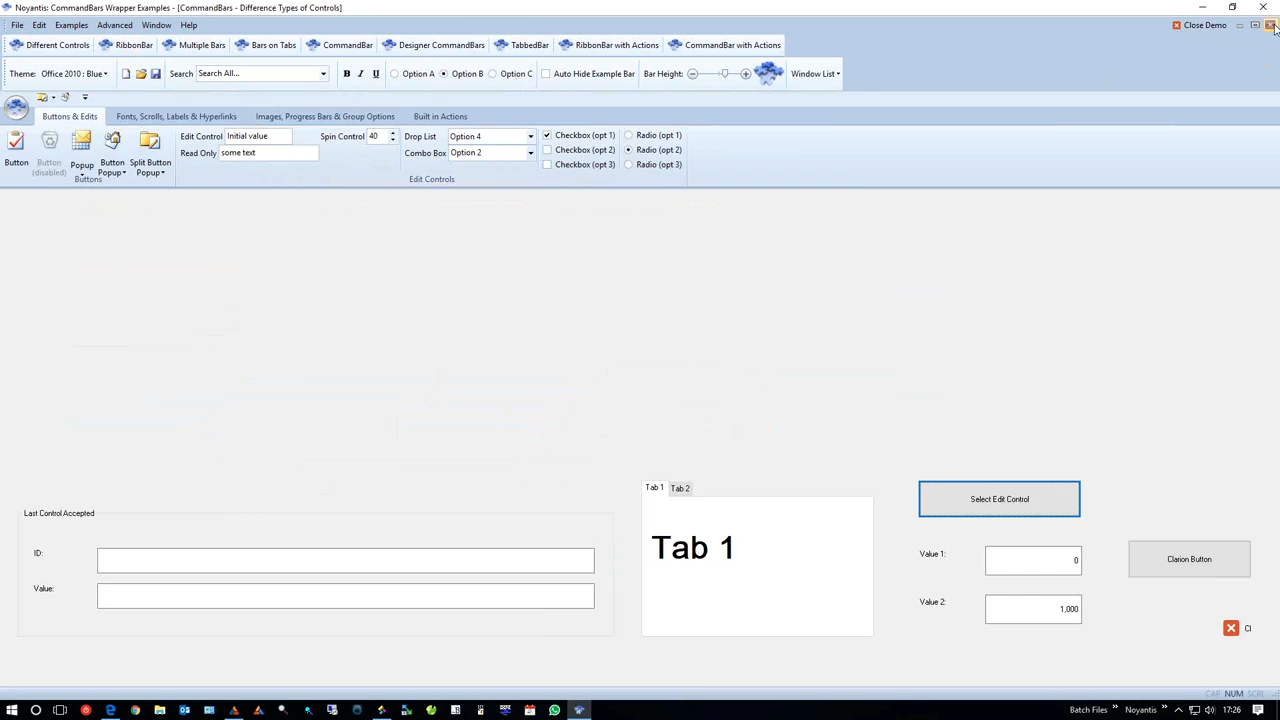 Noyantis: CommandBars Wrapper Examples - [CommandBars - Difference Types of Controls]
File Edit Examples Advanced Window Help Close Demo
Different Controls RibbonBar Multiple Bars Bars on Tabs CommandBar Designer CommandBars TabbedBar RibbonBar with Actions CommandBar with Actions
Theme: Search Search All... B I U Option A Option B Option C Auto Hide Example Bar Bar Height: Window List
Buttons & Edits Fonts, Scrolls, Labels & Hyperlinks Images, Progress Bars & Group Options Built in Actions
Edit Control Initial value Spin Control 40 Drop List Option 4 Checkbox (opt 1) Radio (opt 1)
Read Only some text Combo Box Option 2 Checkbox (opt 2) Radio (opt 2)
Checkbox (opt 3) Radio (opt 3)
Button Button (disabled) Popup Button Popup Split Button Popup
Buttons Edit Controls
Tab 1 Tab 2
Select Edit Control
Last Control Accepted
Tab 1
ID: Value 1: 0 Clarion Button
Value: Value 2: 1,000
Cl
CAP NUM SCRL
Batch Files Noyantis 17:26